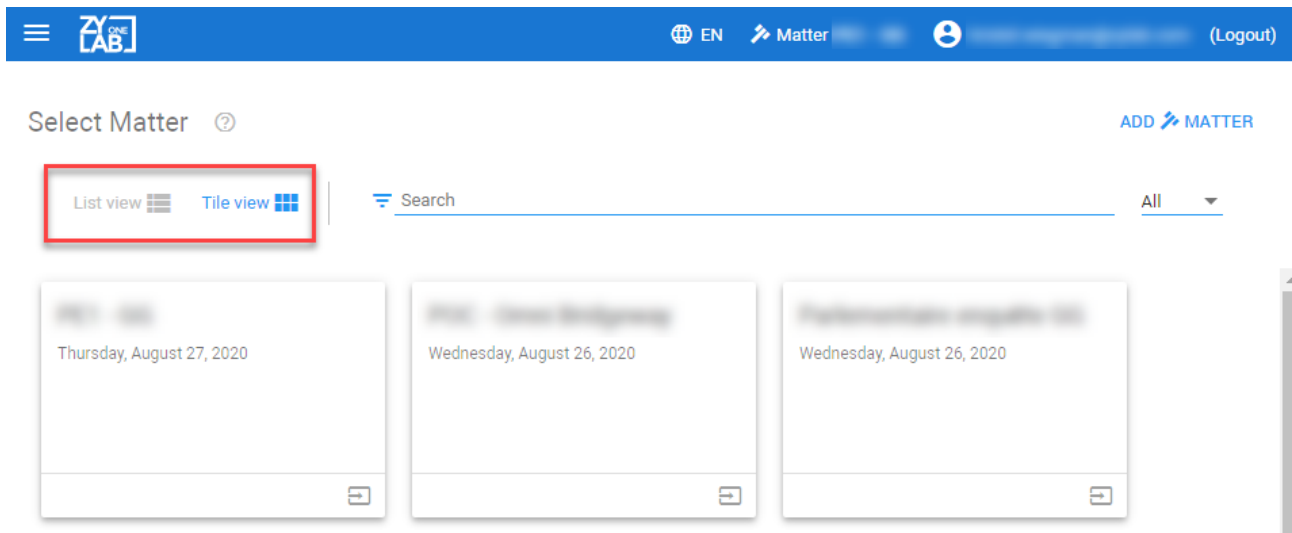 ZY ONE LAB EN Matter (Logout)
Select Matter ADD MATTER
List view Tile view Search All
Thursday, August 27, 2020 Wednesday, August 26, 2020 Wednesday, August 26, 2020